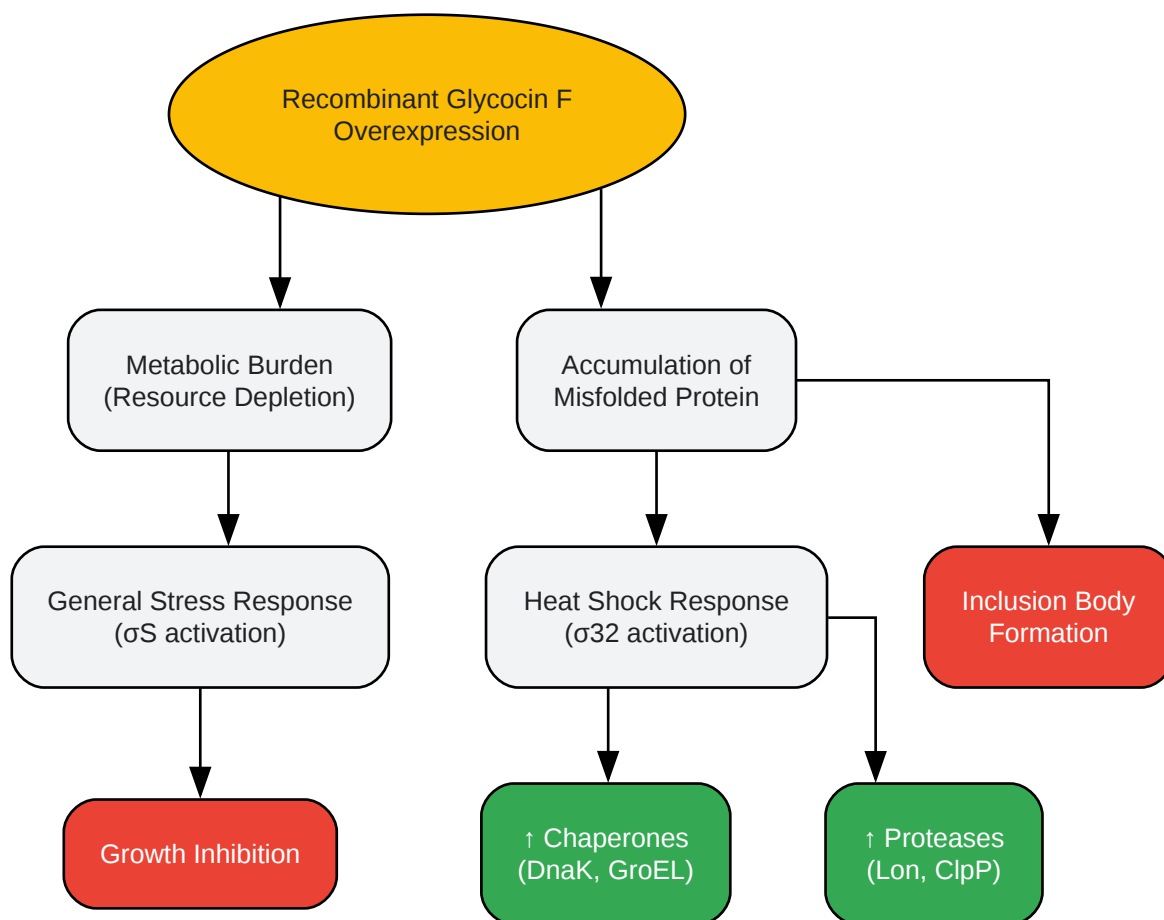 Recombinant Glycocin F
Overexpression
Metabolic Burden
(Resource Depletion)
Accumulation of
Misfolded Protein
General Stress Response
(σS activation)
Heat Shock Response
(σ32 activation)
Inclusion Body
Formation
Growth Inhibition
↑ Chaperones
(DnaK, GroEL)
↑ Proteases
(Lon, ClpP)